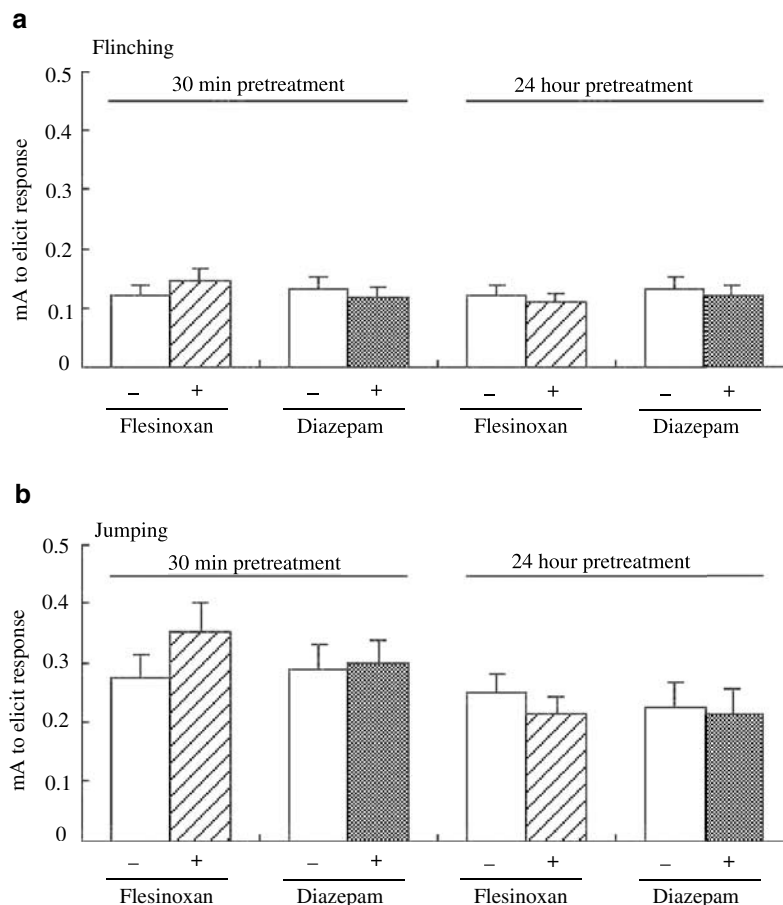 a
Flinching
30 min pretreatment 24 hour pretreatment
mA to elicit response
0.5
0.4
0.3
0.2
0.1
0
– + – + – + – +
Flesinoxan Diazepam Flesinoxan Diazepam
b
Jumping
30 min pretreatment 24 hour pretreatment
mA to elicit response
0.5
0.4
0.3
0.2
0.1
0
– + – + – + – +
Flesinoxan Diazepam Flesinoxan Diazepam